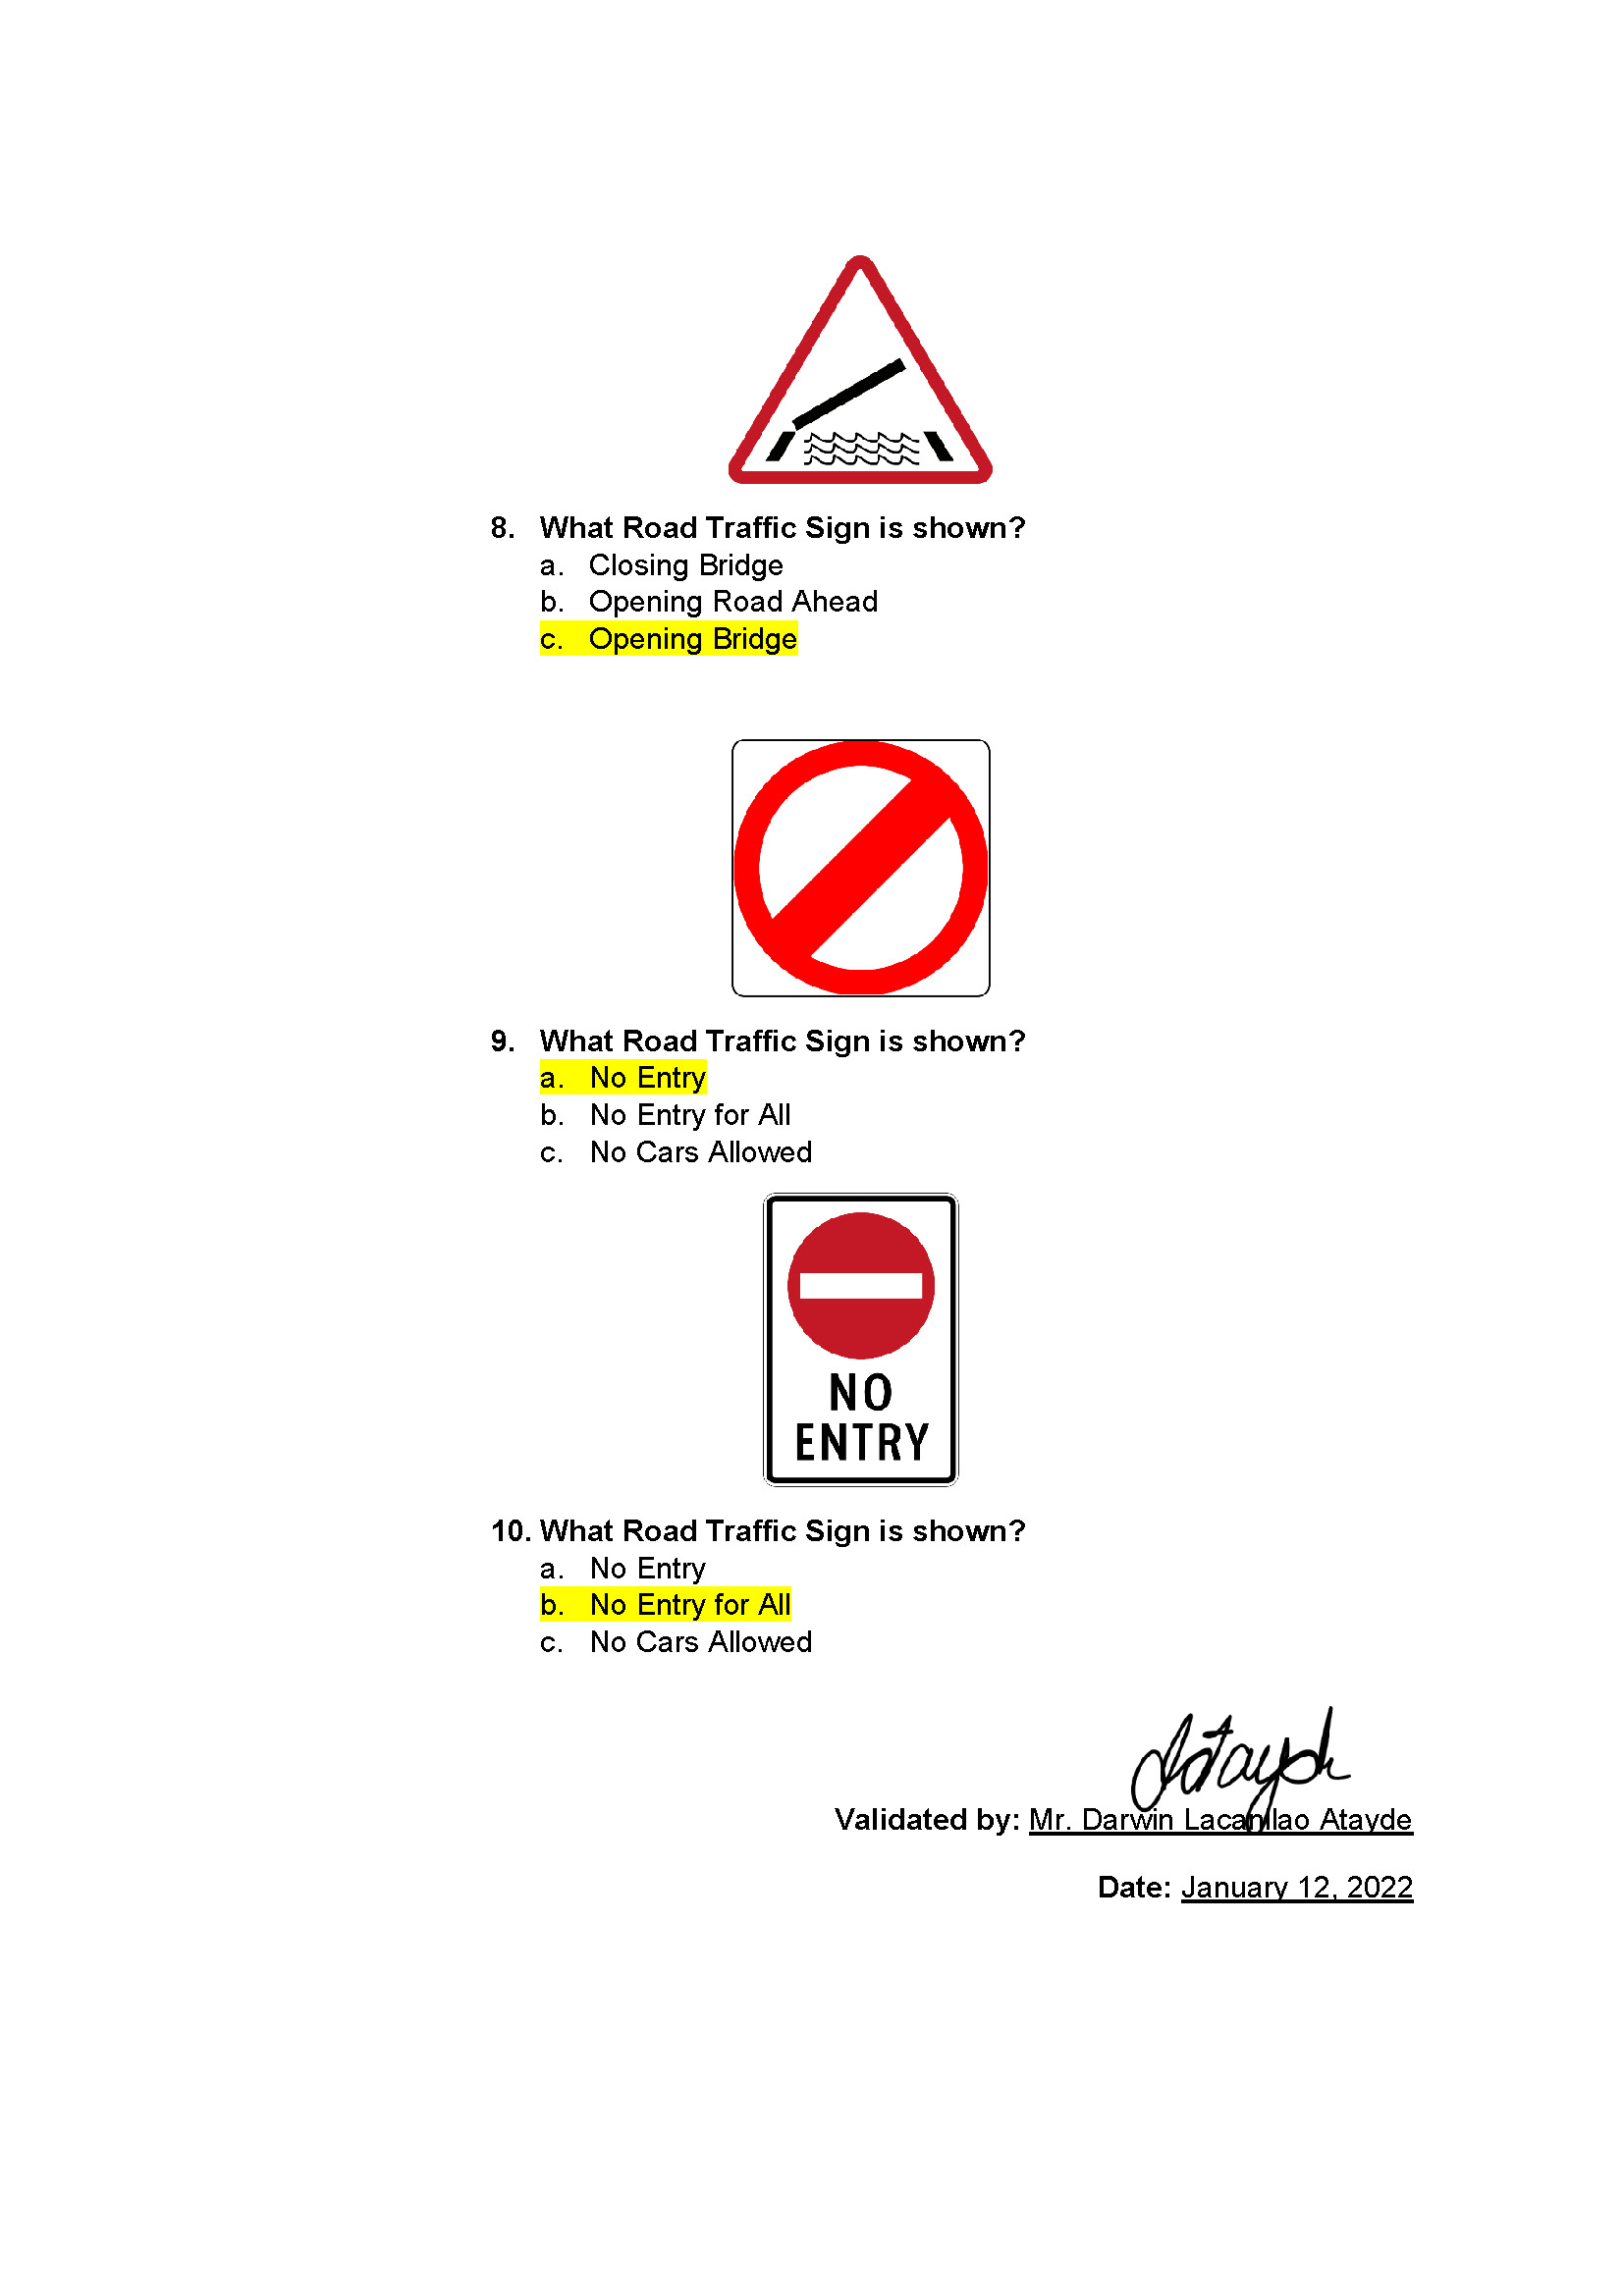 8. What Road Traffic Sign is shown?
a. Closing Bridge
b. Opening Road Ahead
c. Opening Bridge
9. What Road Traffic Sign is shown?
a. No Entry
b. No Entry for All
c. No Cars Allowed
NO
ENTRY
10. What Road Traffic Sign is shown?
a. No Entry
b. No Entry for All
c. No Cars Allowed
Validated by: Mr. Darwin Lacanllao Atayde
Date: January 12, 2022